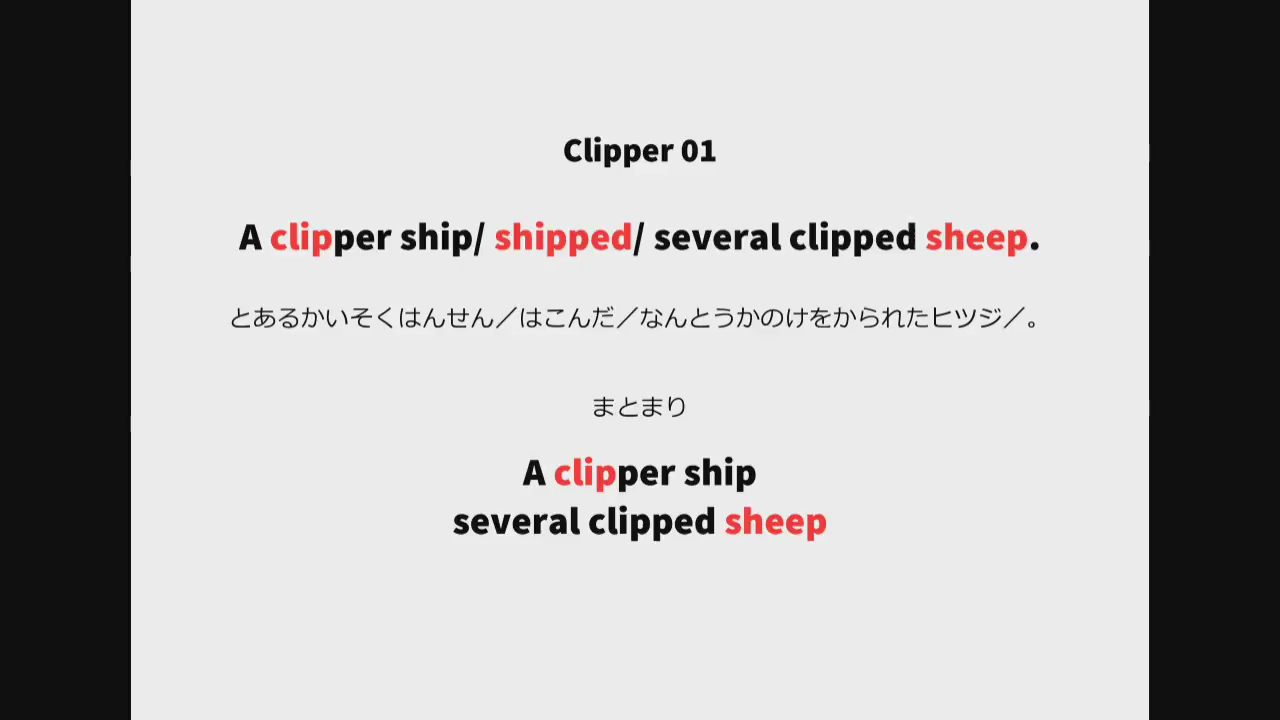 Clipper 01
A clipper ship/ shipped/ several clipped sheep.
とあるかいそくはんせん／はこんだ／なんとうかのけをかられたヒツジ／。
まとまり
A clipper ship
several clipped sheep